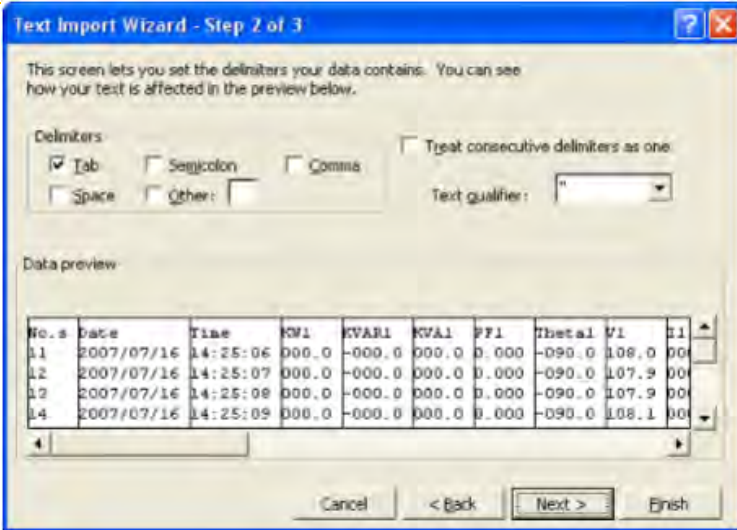 Text Import Wizard - Step 2 of 3
This screen lets you set the delimiters your data contains. You can see
how your text is affected in the preview below.
Delimiters
Tab Semicolon Comma
Space Other:
Treat consecutive delimiters as one
Text qualifier: "
Data preview
No.s Date Time KW1 KVAR1 KVA1 PF1 Theta1 V1 I1
11 2007/07/16 14:25:06 000.0 -000.0 000.0 0.000 -090.0 108.0 00
12 2007/07/16 14:25:07 000.0 -000.0 000.0 0.000 -090.0 107.9 00
13 2007/07/16 14:25:08 000.0 -000.0 000.0 0.000 -090.0 107.9 00
14 2007/07/16 14:25:09 000.0 -000.0 000.0 0.000 -090.0 108.1 00
Cancel < Back Next > Finish